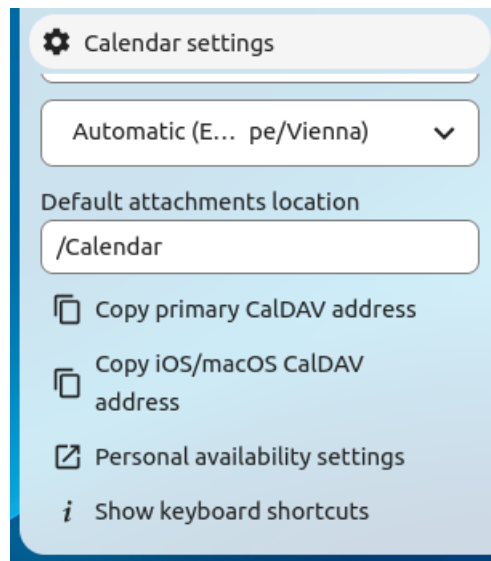 Calendar settings
Automatic (E… pe/Vienna)
Default attachments location
/Calendar
Copy primary CalDAV address
Copy iOS/macOS CalDAV
address
Personal availability settings
Show keyboard shortcuts